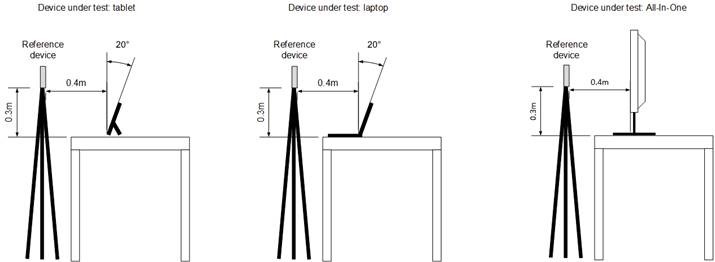 Device under test: tablet
Device under test: laptop
Device under test: All-In-One
Reference
device
20°
0.4m
0.3m
Reference
device
20°
0.4m
0.3m
Reference
device
0.4m
0.3m